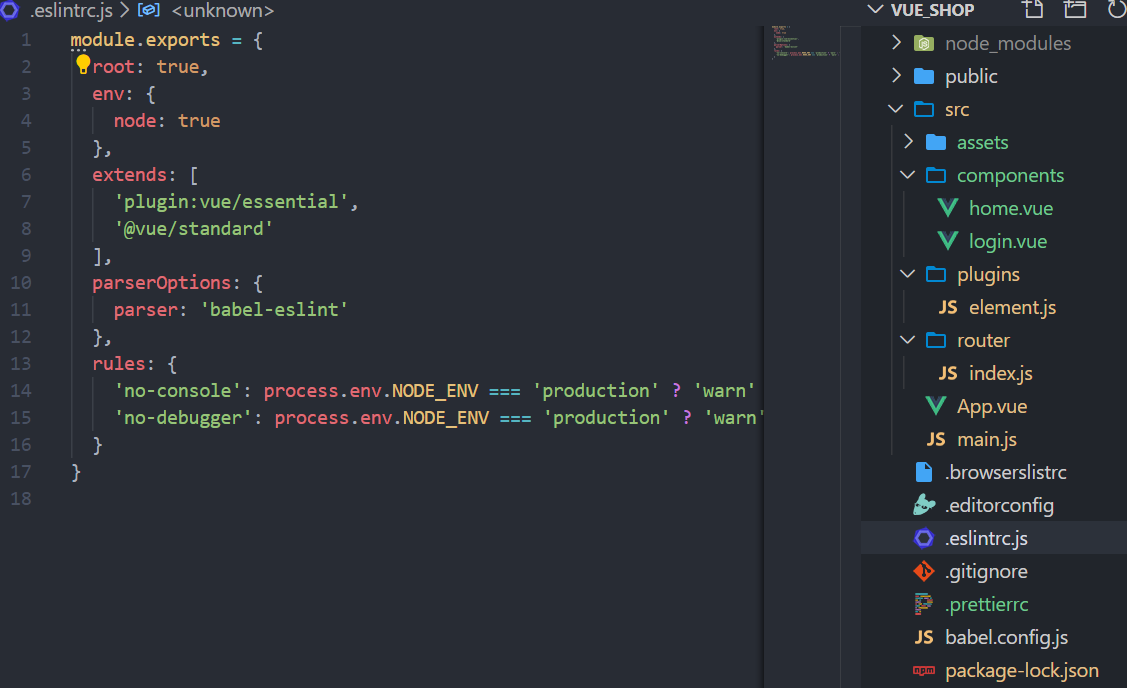 .eslintrc.js > <unknown>
1 module.exports = {
2 root: true,
3 env: {
4 node: true
5 },
6 extends: [
7 'plugin:vue/essential',
8 '@vue/standard'
9 ],
10 parserOptions: {
11 parser: 'babel-eslint'
12 },
13 rules: {
14 'no-console': process.env.NODE_ENV === 'production' ? 'warn'
15 'no-debugger': process.env.NODE_ENV === 'production' ? 'warn'
16 }
17 }
18
VUE_SHOP
node_modules
public
src
assets
components
home.vue
login.vue
plugins
JS element.js
router
JS index.js
App.vue
JS main.js
.browserslistrc
.editorconfig
.eslintrc.js
.gitignore
.prettierrc
JS babel.config.js
npm package-lock.json